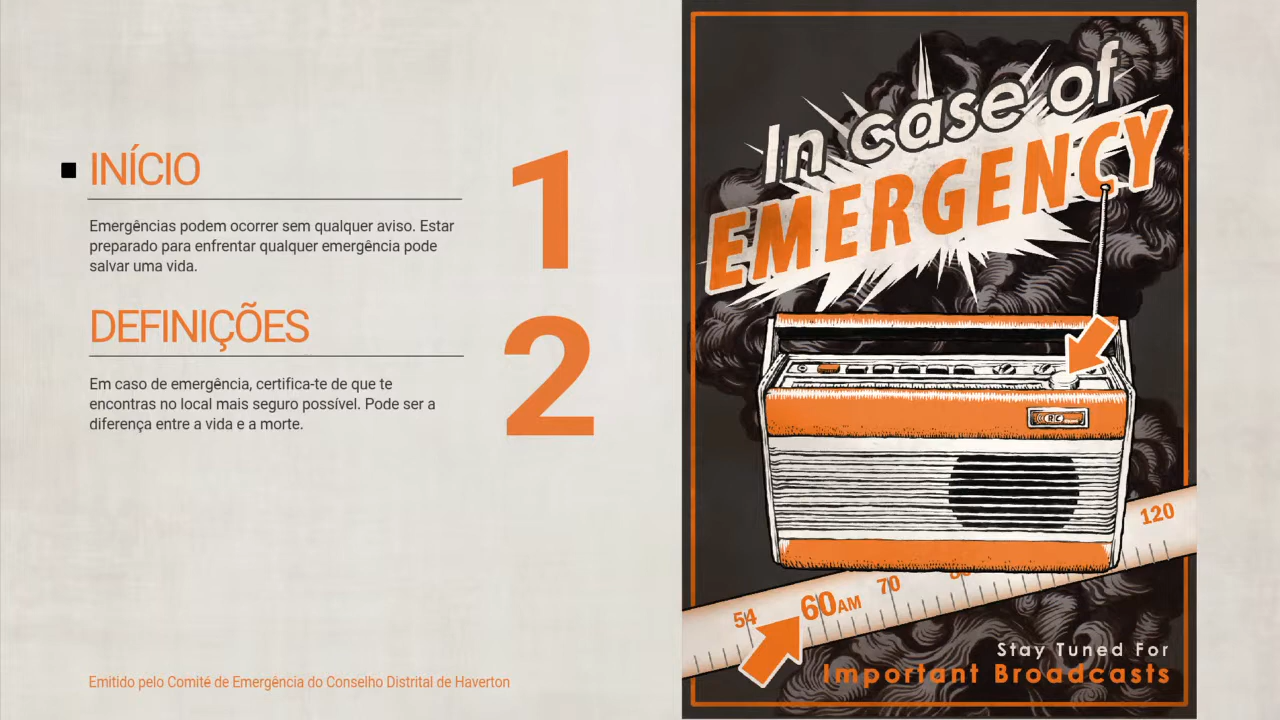 INÍCIO
1
Emergências podem ocorrer sem qualquer aviso. Estar
preparado para enfrentar qualquer emergência pode
salvar uma vida.
DEFINIÇÕES
2
Em caso de emergência, certifica-te de que te
encontras no local mais seguro possível. Pode ser a
diferença entre a vida e a morte.
Emitido pelo Comité de Emergência do Conselho Distrital de Haverton
In case of
EMERGENCY
120
70
60AM
54
Stay Tuned For
Important Broadcasts